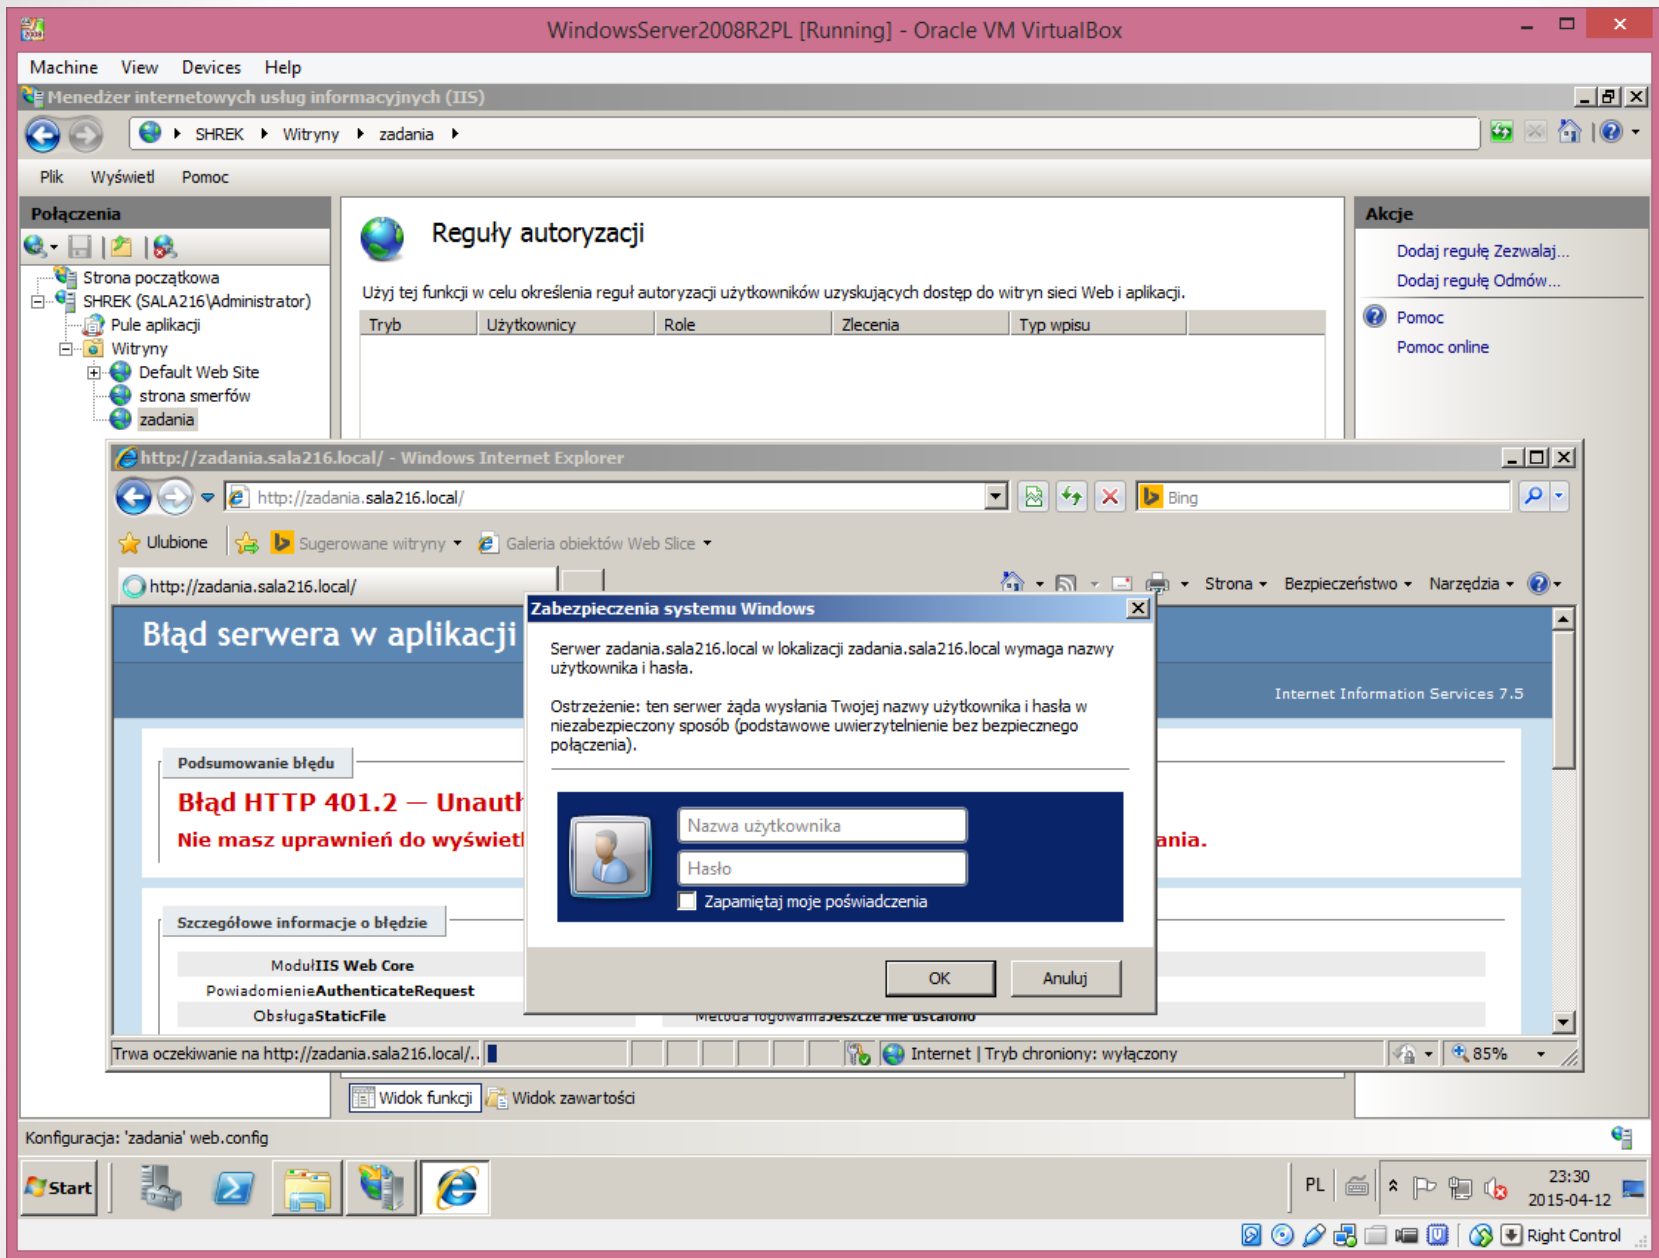 WindowsServer2008R2PL [Running] - Oracle VM VirtualBox
Machine View Devices Help
Menedżer internetowych usług informacyjnych (IIS)
SHREK Witryny zadania
Plik Wyświetl Pomoc
Połączenia
Strona początkowa
SHREK (SALA216\Administrator)
Pule aplikacji
Witryny
Default Web Site
strona smerfów
zadania
Reguły autoryzacji
Użyj tej funkcji w celu określenia reguł autoryzacji użytkowników uzyskujących dostęp do witryn sieci Web i aplikacji.
Tryb Użytkownicy Role Zlecenia Typ wpisu
Akcje
Dodaj regułę Zezwalaj...
Dodaj regułę Odmów...
Pomoc
Pomoc online
http://zadania.sala216.local/ - Windows Internet Explorer
http://zadania.sala216.local/
Bing
Ulubione Sugerowane witryny Galeria obiektów Web Slice
http://zadania.sala216.local/
Strona Bezpieczeństwo Narzędzia
Błąd serwera w aplikacji
Internet Information Services 7.5
Podsumowanie błędu
Błąd HTTP 401.2 — Unauth
Nie masz uprawnień do wyświetl
ania.
Szczegółowe informacje o błędzie
Moduł IIS Web Core
Powiadomienie AuthenticateRequest
Obsługa StaticFile
Metoda logowania Jeszcze nie ustalono
Zabezpieczenia systemu Windows
Serwer zadania.sala216.local w lokalizacji zadania.sala216.local wymaga nazwy
użytkownika i hasła.
Ostrzeżenie: ten serwer żąda wysłania Twojej nazwy użytkownika i hasła w
niezabezpieczony sposób (podstawowe uwierzytelnienie bez bezpiecznego
połączenia).
Nazwa użytkownika
Hasło
Zapamiętaj moje poświadczenia
OK Anuluj
Trwa oczekiwanie na http://zadania.sala216.local/..
Internet | Tryb chroniony: wyłączony
85%
Widok funkcji Widok zawartości
Konfiguracja: 'zadania' web.config
Start
PL
23:30
2015-04-12
Right Control